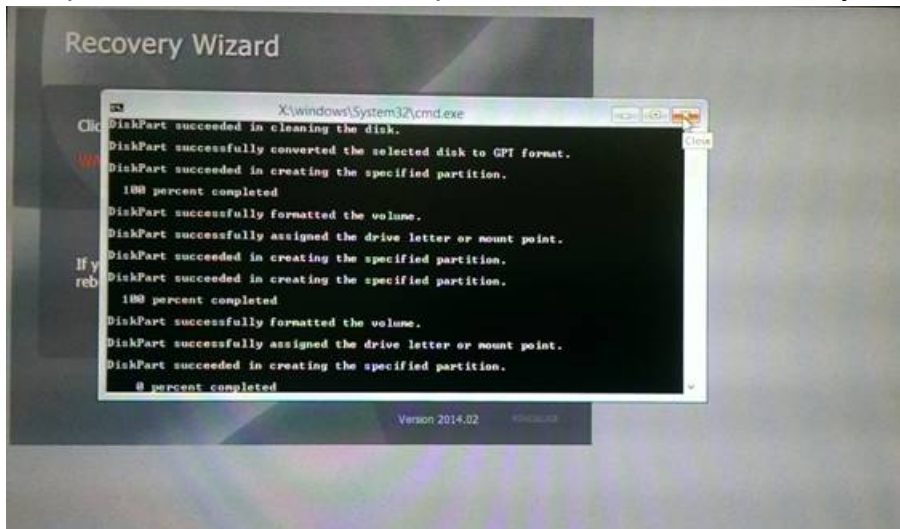 Recovery Wizard
X:\windows\System32\cmd.exe
Clic
DiskPart succeeded in cleaning the disk.
Close
DiskPart successfully converted the selected disk to GPT format.
WA
DiskPart succeeded in creating the specified partition.
100 percent completed
DiskPart successfully formatted the volume.
DiskPart successfully assigned the drive letter or mount point.
DiskPart succeeded in creating the specified partition.
If y
reb
DiskPart succeeded in creating the specified partition.
100 percent completed
DiskPart successfully formatted the volume.
DiskPart successfully assigned the drive letter or mount point.
DiskPart succeeded in creating the specified partition.
0 percent completed
Version 2014.02